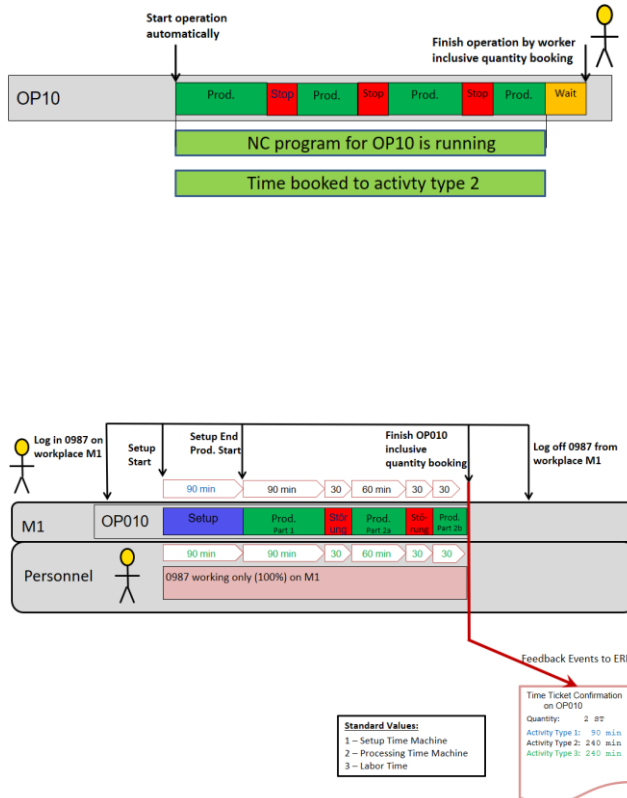 Start operation
automatically
Finish operation by worker
inclusive quantity booking
OP10
Prod.
Stop
Prod.
Stop
Prod.
Stop
Prod.
Wait
NC program for OP10 is running
Time booked to activty type 2
Log in 0987 on
workplace M1
Setup
Start
Setup End
Prod. Start
Finish OP010
inclusive
quantity booking
Log off 0987 from
workplace M1
90 min
90 min
30
60 min
30
30
M1
OP010
Setup
Prod.
Part 1
Stör
ung
Prod.
Part 2a
Stö-
rung
Prod.
Part 2b
90 min
90 min
30
60 min
30
30
Personnel
0987 working only (100%) on M1
Feedback Events to ERP
Time Ticket Confirmation
on OP010
Quantity: 2 ST
Activity Type 1: 90 min
Activity Type 2: 240 min
Activity Type 3: 240 min
Standard Values:
1 – Setup Time Machine
2 – Processing Time Machine
3 – Labor Time